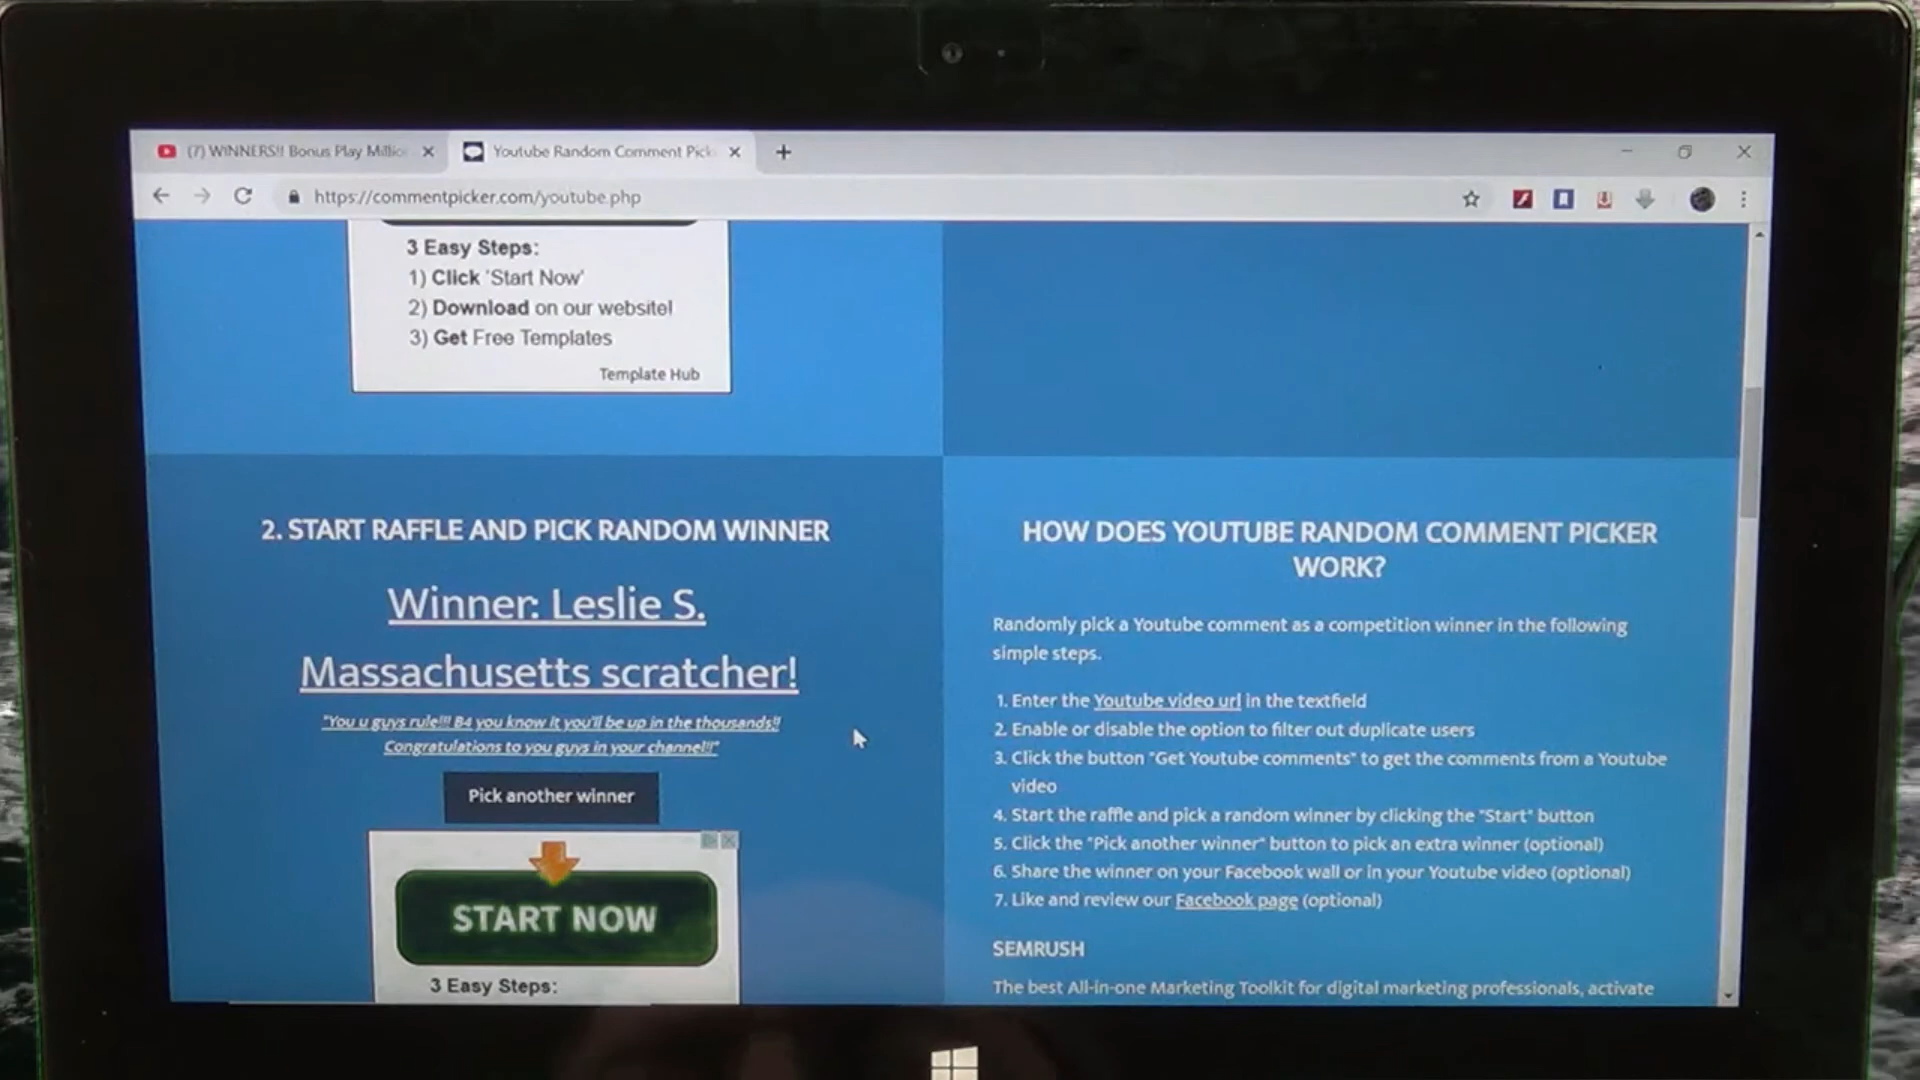 (7) WINNERS!! Bonus Play Millio
Youtube Random Comment Pick
https://commentpicker.com/youtube.php
3 Easy Steps:
1) Click 'Start Now'
2) Download on our website!
3) Get Free Templates
Template Hub
2. START RAFFLE AND PICK RANDOM WINNER
Winner: Leslie S.
Massachusetts scratcher!
"You u guys rule!!! B4 you know it you'll be up in the thousands!!
Congratulations to you guys in your channel!!"
Pick another winner
START NOW
3 Easy Steps:
HOW DOES YOUTUBE RANDOM COMMENT PICKER
WORK?
Randomly pick a Youtube comment as a competition winner in the following
simple steps.
1. Enter the Youtube video url in the textfield
2. Enable or disable the option to filter out duplicate users
3. Click the button "Get Youtube comments" to get the comments from a Youtube
video
4. Start the raffle and pick a random winner by clicking the "Start" button
5. Click the "Pick another winner" button to pick an extra winner (optional)
6. Share the winner on your Facebook wall or in your Youtube video (optional)
7. Like and review our Facebook page (optional)
SEMRUSH
The best All-in-one Marketing Toolkit for digital marketing professionals, activate